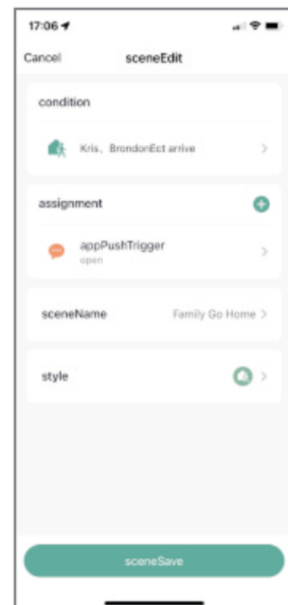 17:06
Cancel sceneEdit
condition
Kris、BrondonEct arrive
assignment
appPushTrigger
open
sceneName Family Go Home
style
sceneSave